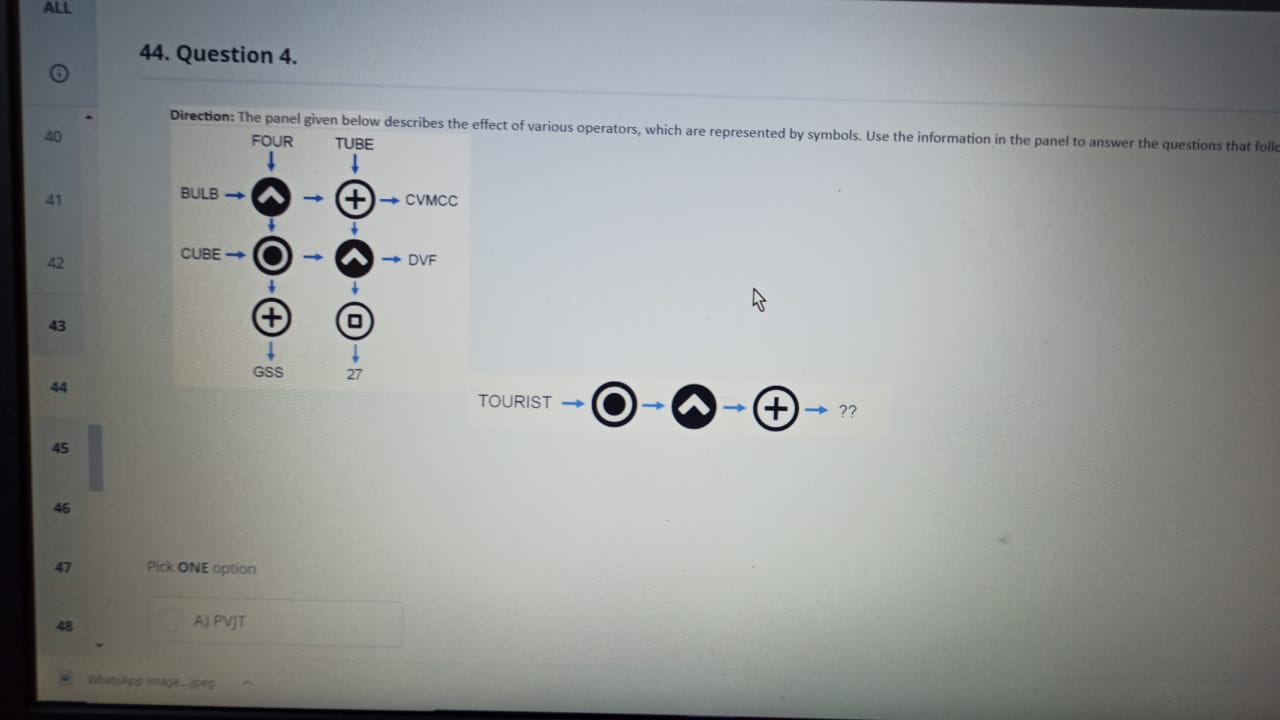 ALL
44. Question 4.
Direction: The panel given below describes the effect of various operators, which are represented by symbols. Use the information in the panel to answer the questions that
FOUR TUBE
BULB CVMCC
CUBE DVF
GSS 27
TOURIST ??
40
41
42
43
44
45
46
47
48
Pick ONE option
A) PVJT
WhatsApp Image...jpeg